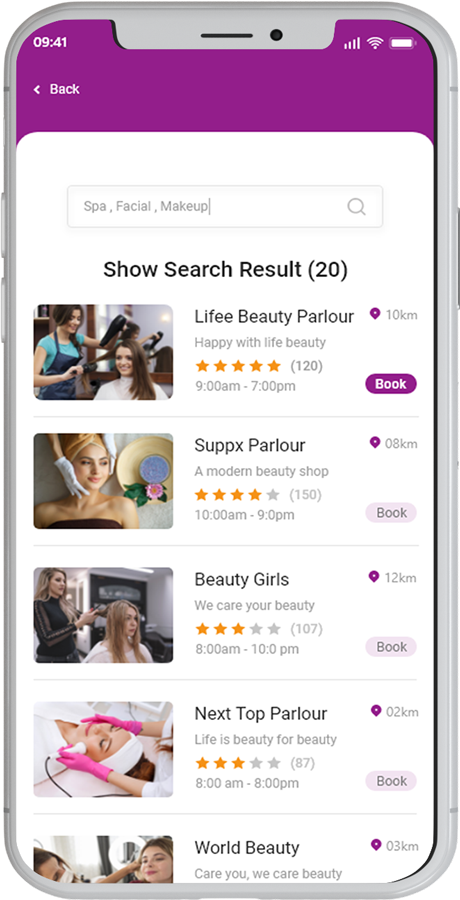 09:41
Back
Spa , Facial , Makeup
Show Search Result (20)
Lifee Beauty Parlour 10km
Happy with life beauty
(120)
9:00am - 7:00pm
Book
Suppx Parlour 08km
A modern beauty shop
(150)
10:00am - 9:0pm
Book
Beauty Girls 12km
We care your beauty
(107)
8:00am - 10:0 pm
Book
Next Top Parlour 02km
Life is beauty for beauty
(87)
8:00 am - 8:00pm
Book
World Beauty 03km
Care you, we care beauty